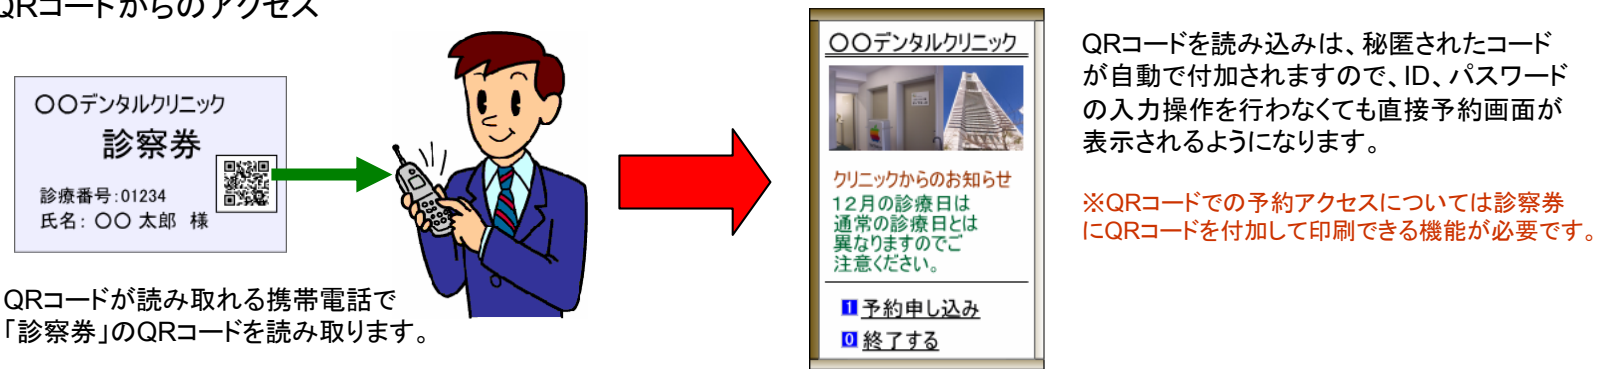 QRコードからのアクセス
〇〇デンタルクリニック
診察券
診療番号:01234
氏名: 〇〇 太郎 様
QRコードが読み取れる携帯電話で
「診察券」のQRコードを読み取ります。
〇〇デンタルクリニック
クリニックからのお知らせ
12月の診療日は
通常の診療日とは
異なりますのでご
注意ください。
1 予約申し込み
0 終了する
QRコードを読み込みは、秘匿されたコード
が自動で付加されますので、ID、パスワード
の入力操作を行わなくても直接予約画面が
表示されるようになります。
※QRコードでの予約アクセスについては診察券
にQRコードを付加して印刷できる機能が必要です。